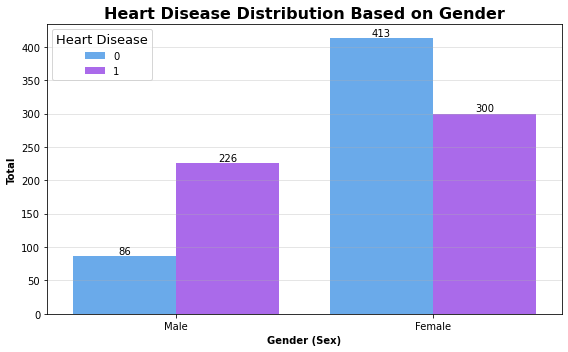 Heart Disease Distribution Based on Gender
Heart Disease
0
1
400
350
300
250
200
150
100
50
0
Total
86
226
413
300
Male
Female
Gender (Sex)